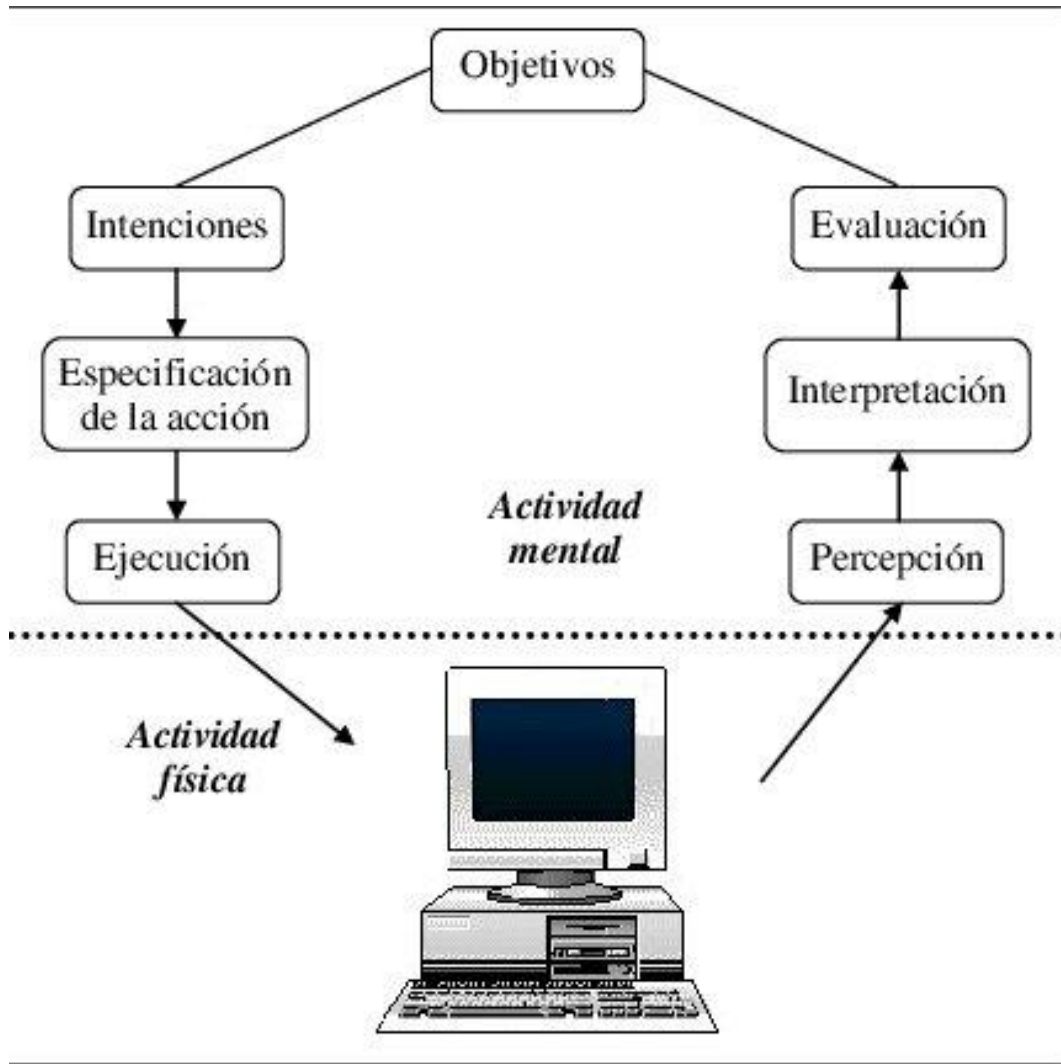 Objetivos
Intenciones
Evaluación
Especificación
de la acción
Interpretación
Actividad
mental
Ejecución
Percepción
Actividad
física